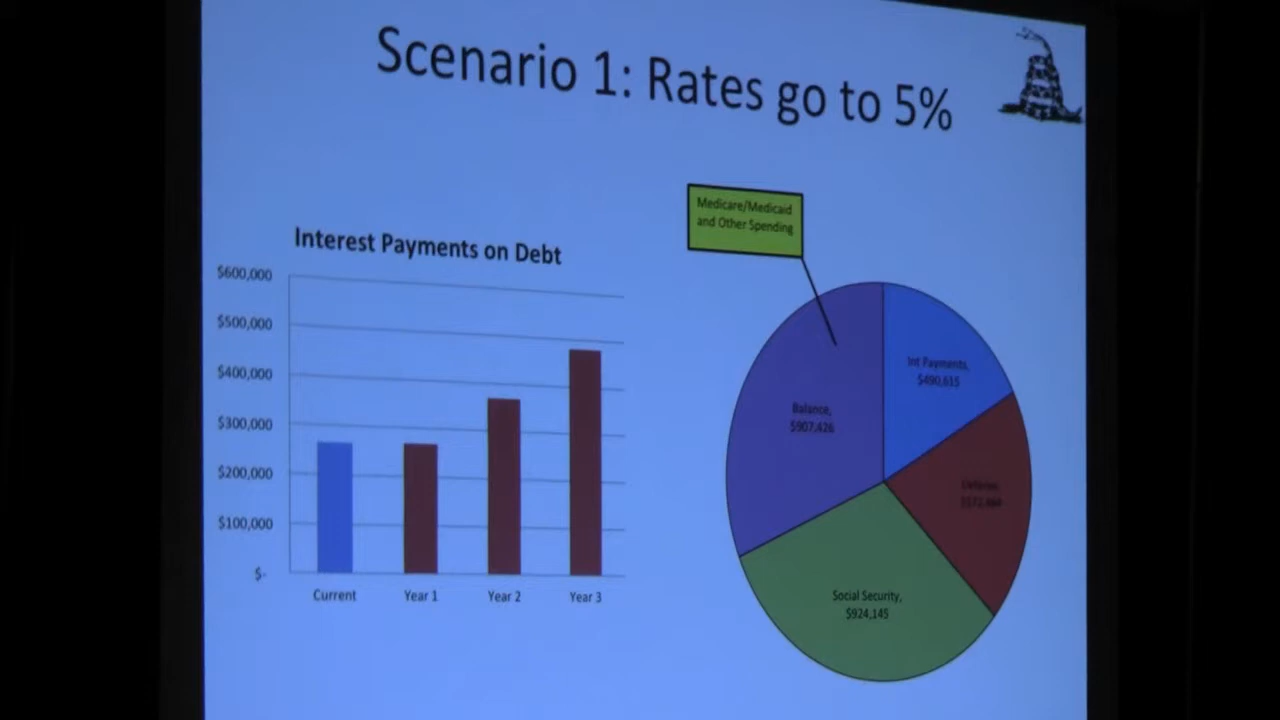 Scenario 1: Rates go to 5%
Medicare/Medicaid
and Other Spending
Interest Payments on Debt
$600,000
$500,000
$400,000
$300,000
$200,000
$100,000
$-
Current
Year 1
Year 2
Year 3
Int Payments,
$490,615
Balance,
$907,426
Social Security,
$924,145